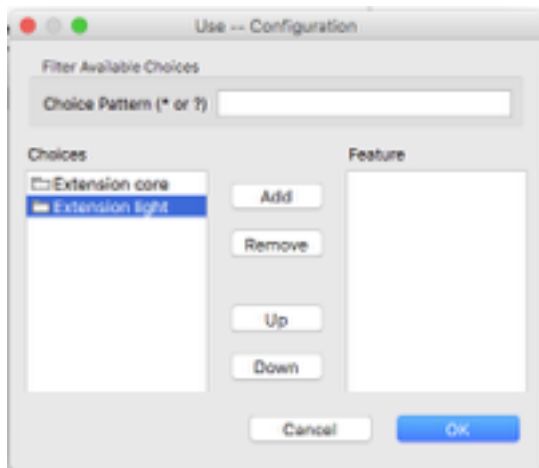 Use -- Configuration
Filter Available Choices
Choice Pattern (* or ?)
Choices
Feature
Extension core
Extension light
Add
Remove
Up
Down
Cancel
OK